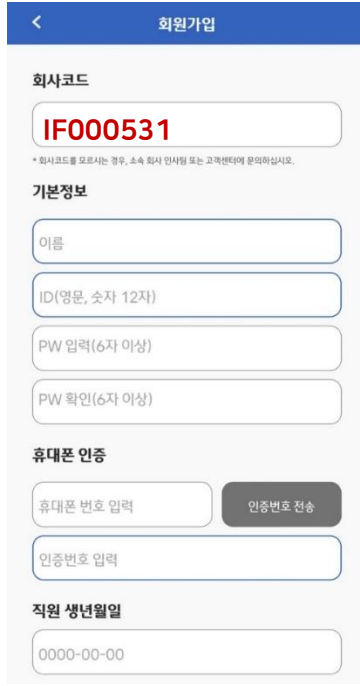 회원가입
회사코드
IF000531
* 회사코드를 모르시는 경우, 소속 회사 인사팀 또는 고객센터에 문의하십시오.
기본정보
이름
ID(영문, 숫자 12자)
PW 입력(6자 이상)
PW 확인(6자 이상)
휴대폰 인증
휴대폰 번호 입력 인증번호 전송
인증번호 입력
직원 생년월일
0000-00-00